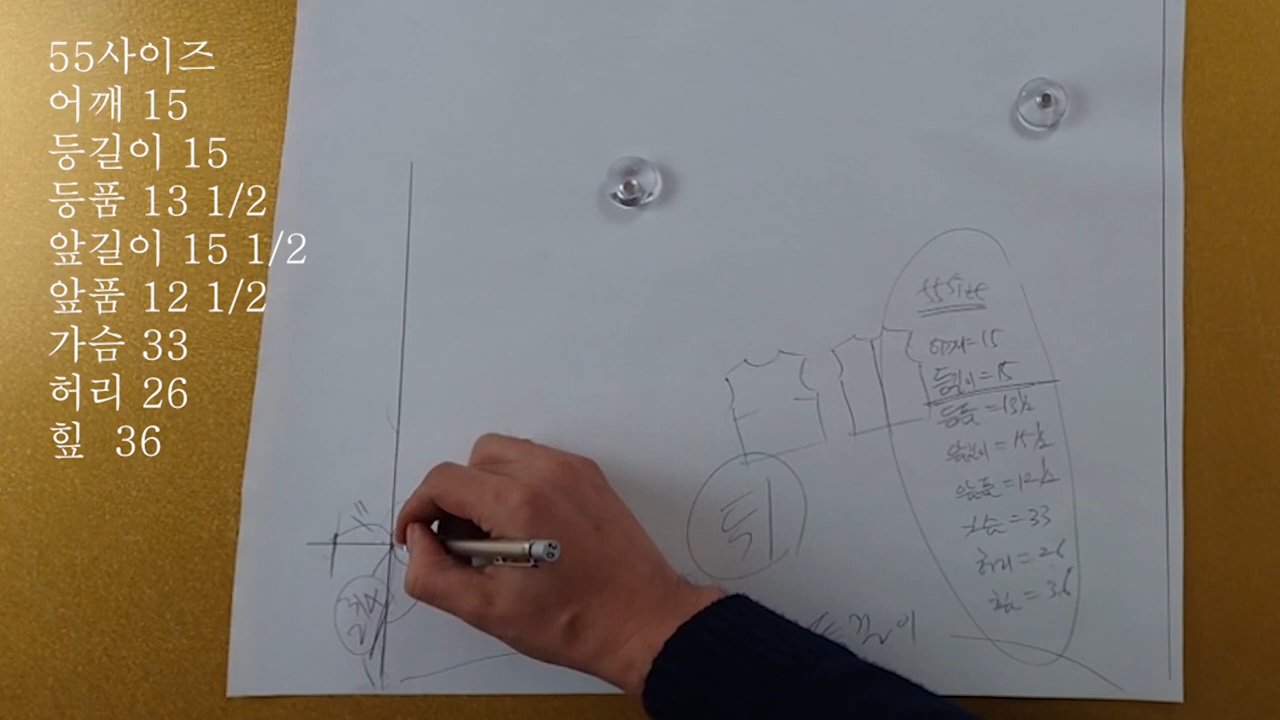 55사이즈
어깨 15
등길이 15
등품 13 1/2
앞길이 15 1/2
앞품 12 1/2
가슴 33
허리 26
힢 36
55 Size
어깨=15
등길이=15
등품=13½
앞길이=15½
앞품=12½
가슴=33
허리=26
힢=36
뒤
등길이